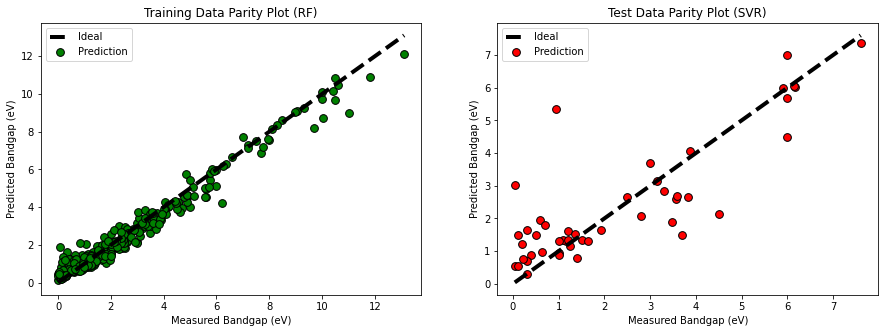 Training Data Parity Plot (RF)
Ideal
Prediction
12
10
8
6
4
2
0
Predicted Bandgap (eV)
0 2 4 6 8 10 12
Measured Bandgap (eV)
Test Data Parity Plot (SVR)
Ideal
Prediction
7
6
5
4
3
2
1
0
Predicted Bandgap (eV)
0 1 2 3 4 5 6 7
Measured Bandgap (eV)